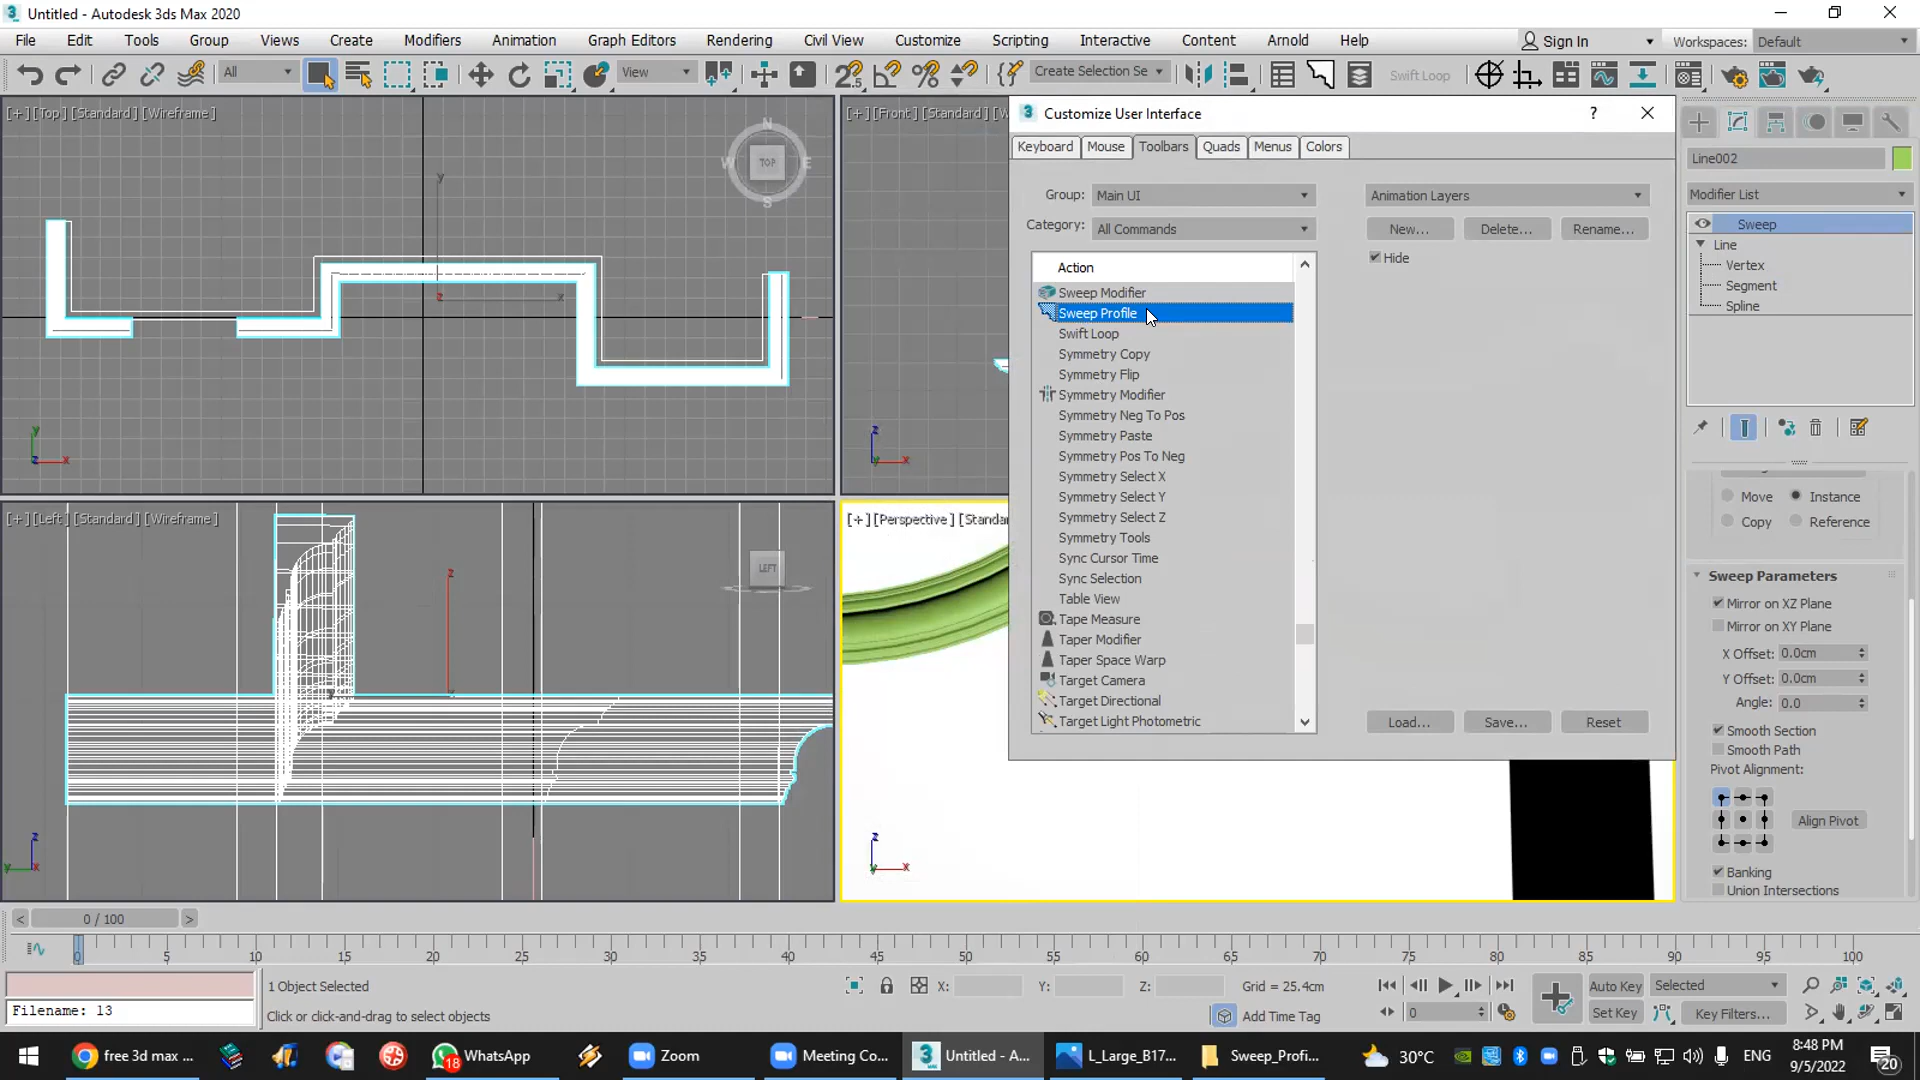 Untitled - Autodesk 3ds Max 2020
File Edit Tools Group Views Create Modifiers Animation Graph Editors Rendering Civil View Customize Scripting Interactive Content Arnold Help Sign In Workspaces: Default
All View Create Selection Se Swift Loop
[+] [Top] [Standard] [Wireframe]
N
W TOP E
S
y
z x
y
z x
[+] [Front] [Standard] [W
z
y x
Customize User Interface ?
Keyboard Mouse Toolbars Quads Menus Colors
Group: Main UI Animation Layers
Category: All Commands New... Delete... Rename...
Hide
Action
Sweep Modifier
Sweep Profile
Swift Loop
Symmetry Copy
Symmetry Flip
Symmetry Modifier
Symmetry Neg To Pos
Symmetry Paste
Symmetry Pos To Neg
Symmetry Select X
Symmetry Select Y
Symmetry Select Z
Symmetry Tools
Sync Cursor Time
Sync Selection
Table View
Tape Measure
Taper Modifier
Taper Space Warp
Target Camera
Target Directional
Target Light Photometric
Load... Save... Reset
Line002
Modifier List
Sweep
Line
Vertex
Segment
Spline
Move Instance
Copy Reference
Sweep Parameters
Mirror on XZ Plane
Mirror on XY Plane
X Offset: 0.0cm
Y Offset: 0.0cm
Angle: 0.0
Smooth Section
Smooth Path
Pivot Alignment:
Align Pivot
Banking
Union Intersections
[+] [Left] [Standard] [Wireframe]
LEFT
z
z
y x
[+] [Perspective] [Standa
z
y x
< 0 / 100 >
0 5 10 15 20 25 30 35 40 45 50 55 60 65 70 75 80 85 90 95 100
1 Object Selected X: Y: Z: Grid = 25.4cm Auto Key Selected
Filename: 13 Click or click-and-drag to select objects Add Time Tag 0 Set Key Key Filters...
free 3d max ... 18 WhatsApp Zoom Meeting Co... Untitled - A... L_Large_B17... Sweep_Profi... 30°C ENG 8:48 PM
9/5/2022 20